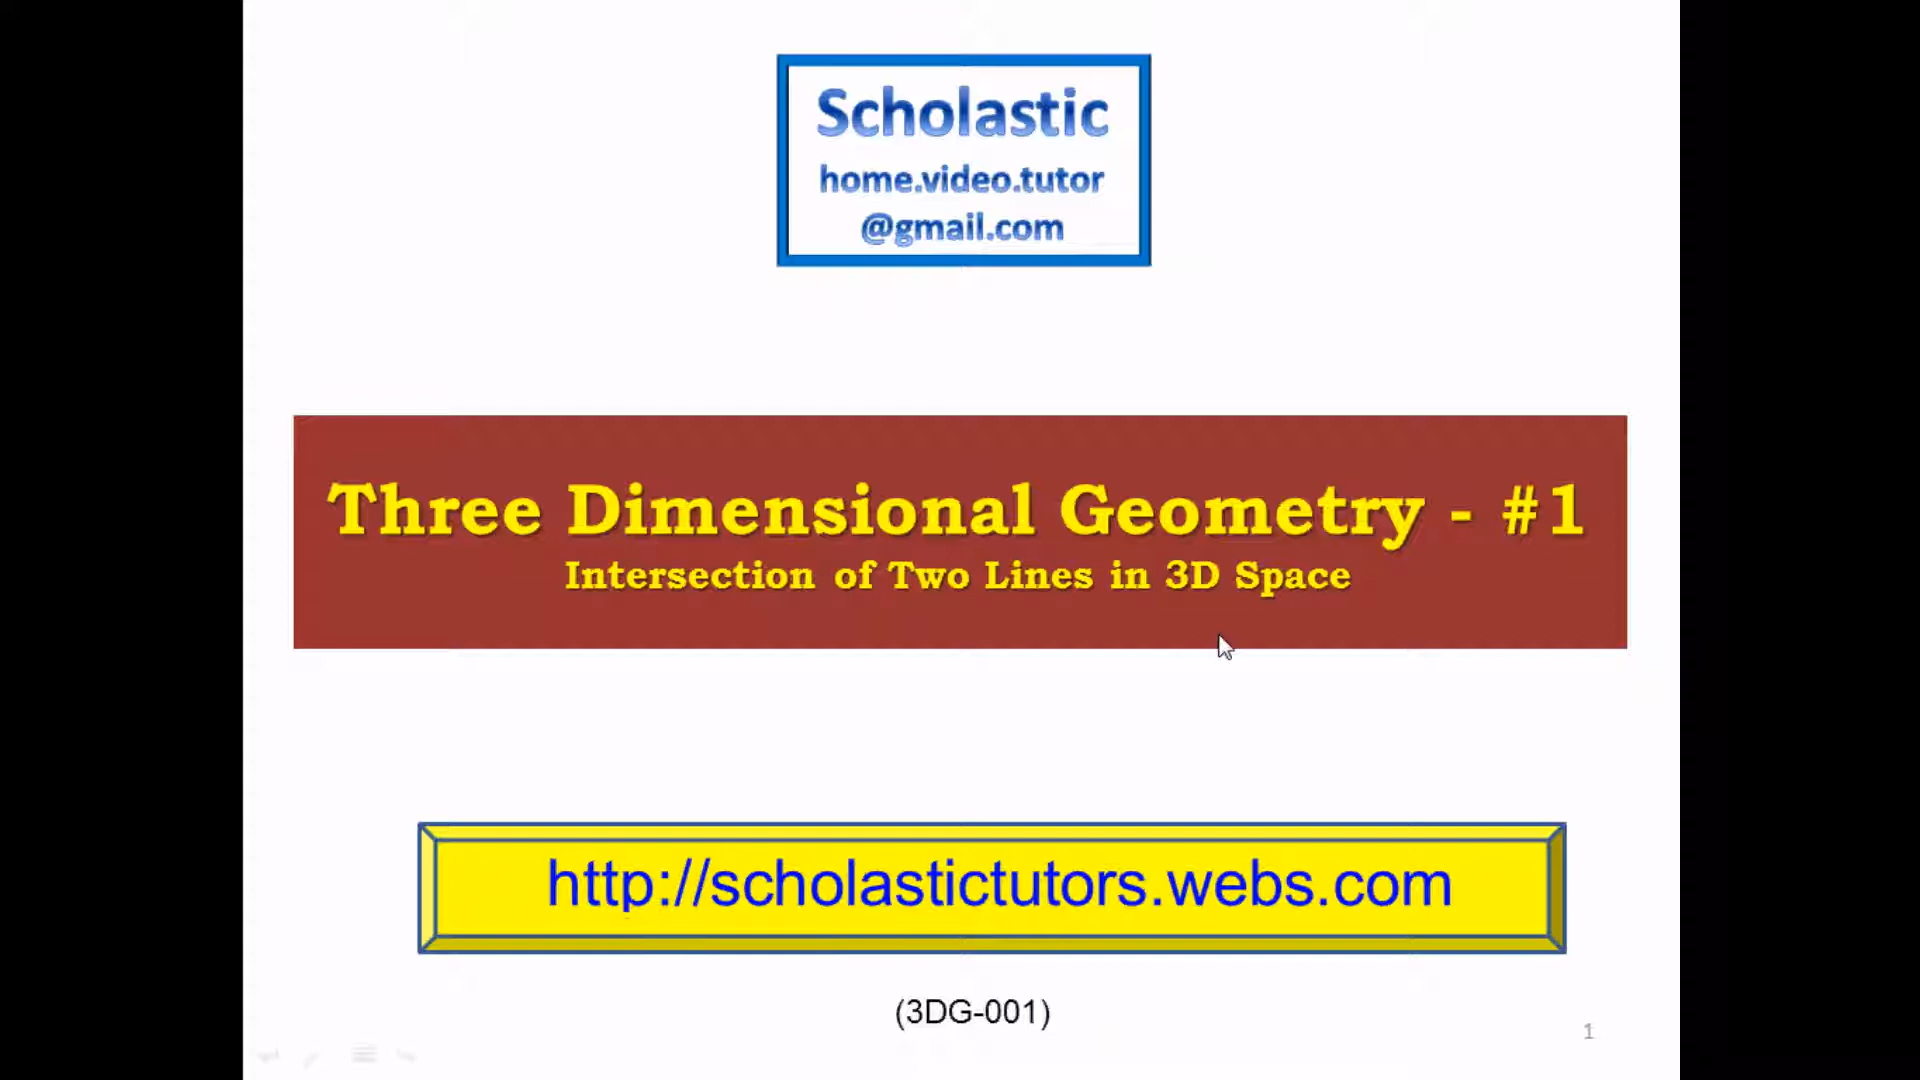 Scholastic
home.video.tutor
@gmail.com
Three Dimensional Geometry - #1
Intersection of Two Lines in 3D Space
http://scholastictutors.webs.com
(3DG-001)
1